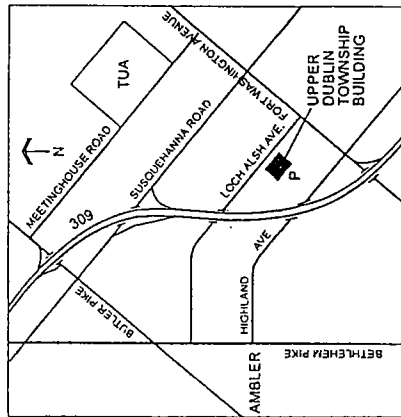 N
MEETINGHOUSE ROAD
TUA
309
SUSQUEHANNA ROAD
FORT WASHINGTON AVENUE
LOCH ALSH AVE.
BUTLER PIKE
P
UPPER
DUBLIN
TOWNSHIP
BUILDING
HIGHLAND
AVE
AMBLER
BETHLEHEM PIKE